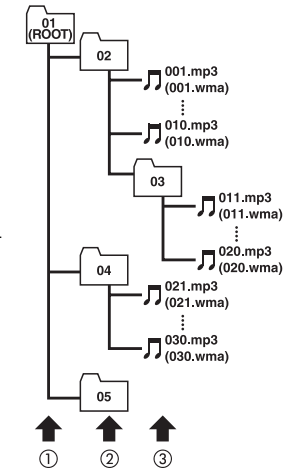 01
(ROOT)
02
001.mp3
(001.wma)
010.mp3
(010.wma)
03
011.mp3
(011.wma)
020.mp3
(020.wma)
04
021.mp3
(021.wma)
030.mp3
(030.wma)
05
① ② ③